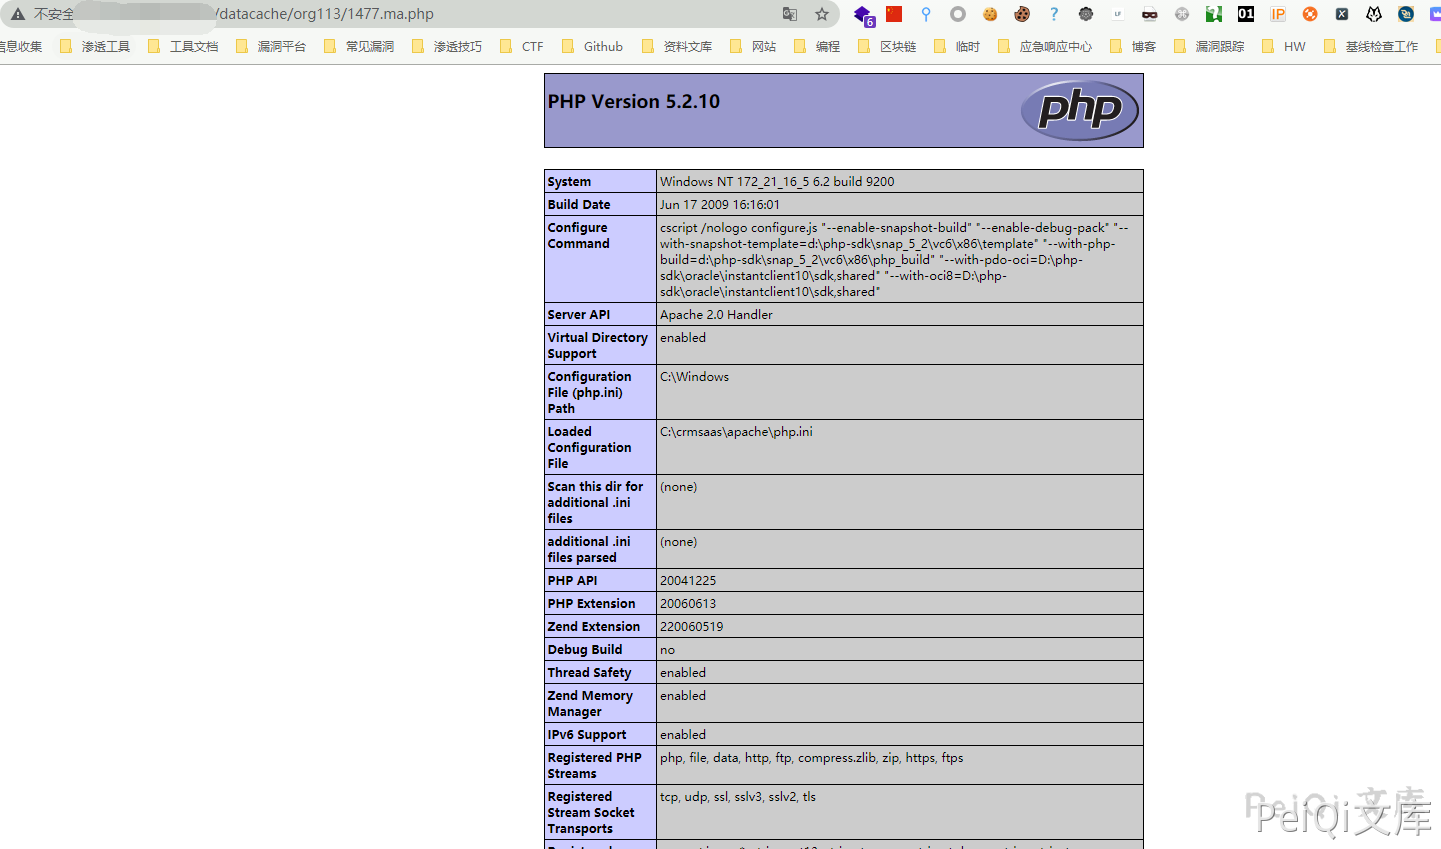 不安全 /datacache/org113/1477.ma.php
6 LF 01 IP X
信息收集 渗透工具 工具文档 漏洞平台 常见漏洞 渗透技巧 CTF Github 资料文库 网站 编程 区块链 临时 应急响应中心 博客 漏洞跟踪 HW 基线检查工作
PHP Version 5.2.10
php
System Windows NT 172_21_16_5 6.2 build 9200
Build Date Jun 17 2009 16:16:01
Configure cscript /nologo configure.js "--enable-snapshot-build" "--enable-debug-pack" "--
Command with-snapshot-template=d:\php-sdk\snap_5_2\vc6\x86\template" "--with-php-
build=d:\php-sdk\snap_5_2\vc6\x86\php_build" "--with-pdo-oci=D:\php-
sdk\oracle\instantclient10\sdk,shared" "--with-oci8=D:\php-
sdk\oracle\instantclient10\sdk,shared"
Server API Apache 2.0 Handler
Virtual Directory enabled
Support
Configuration C:\Windows
File (php.ini)
Path
Loaded C:\crmsaas\apache\php.ini
Configuration
File
Scan this dir for (none)
additional .ini
files
additional .ini (none)
files parsed
PHP API 20041225
PHP Extension 20060613
Zend Extension 220060519
Debug Build no
Thread Safety enabled
Zend Memory enabled
Manager
IPv6 Support enabled
Registered PHP php, file, data, http, ftp, compress.zlib, zip, https, ftps
Streams
Registered tcp, udp, ssl, sslv3, sslv2, tls
Stream Socket
Transports
PeiQi 文库
PeiQi文库